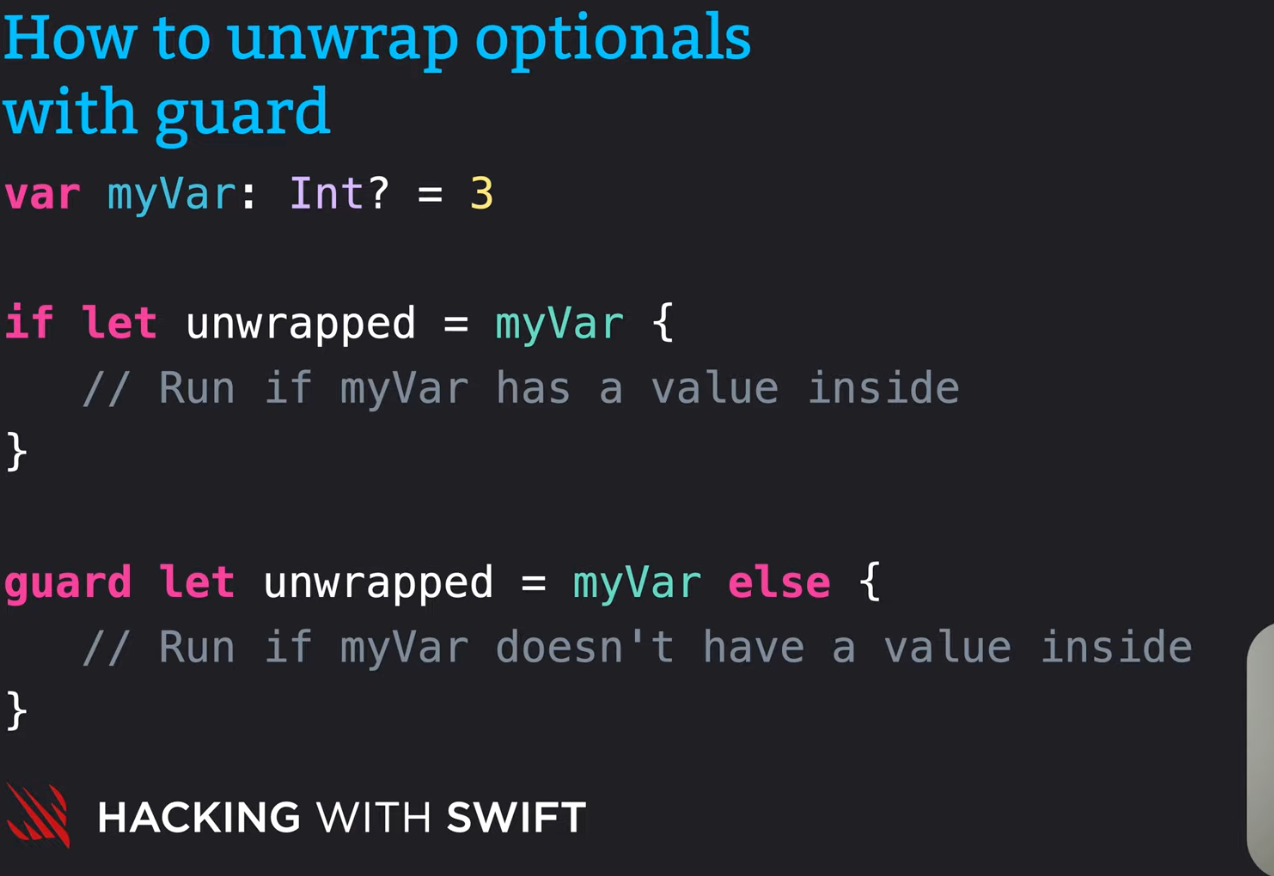 How to unwrap optionals
with guard
var myVar: Int? = 3
if let unwrapped = myVar {
// Run if myVar has a value inside
}
guard let unwrapped = myVar else {
// Run if myVar doesn't have a value inside
}
HACKING WITH SWIFT